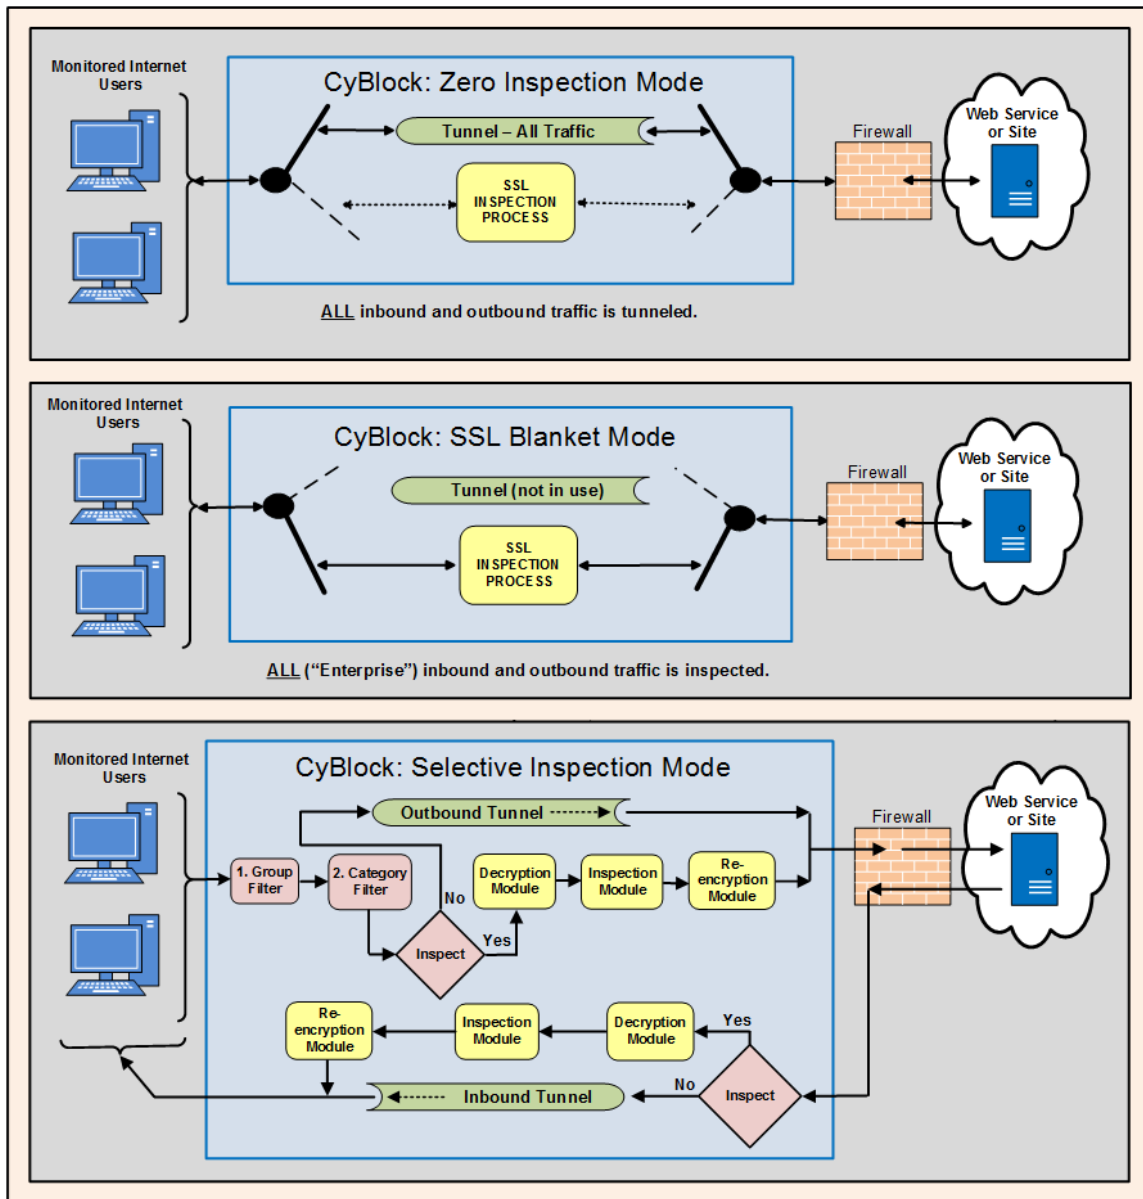 Monitored Internet
Users
CyBlock: Zero Inspection Mode
Tunnel – All Traffic
SSL
INSPECTION
PROCESS
Firewall
Web Service
or Site
ALL inbound and outbound traffic is tunneled.
Monitored Internet
Users
CyBlock: SSL Blanket Mode
Tunnel (not in use)
SSL
INSPECTION
PROCESS
Firewall
Web Service
or Site
ALL (“Enterprise”) inbound and outbound traffic is inspected.
Monitored Internet
Users
CyBlock: Selective Inspection Mode
Outbound Tunnel
1. Group
Filter
2. Category
Filter
No
Inspect
Yes
Decryption
Module
Inspection
Module
Re-
encryption
Module
Firewall
Web Service
or Site
Re-
encryption
Module
Inspection
Module
Decryption
Module
Yes
Inspect
No
Inbound Tunnel